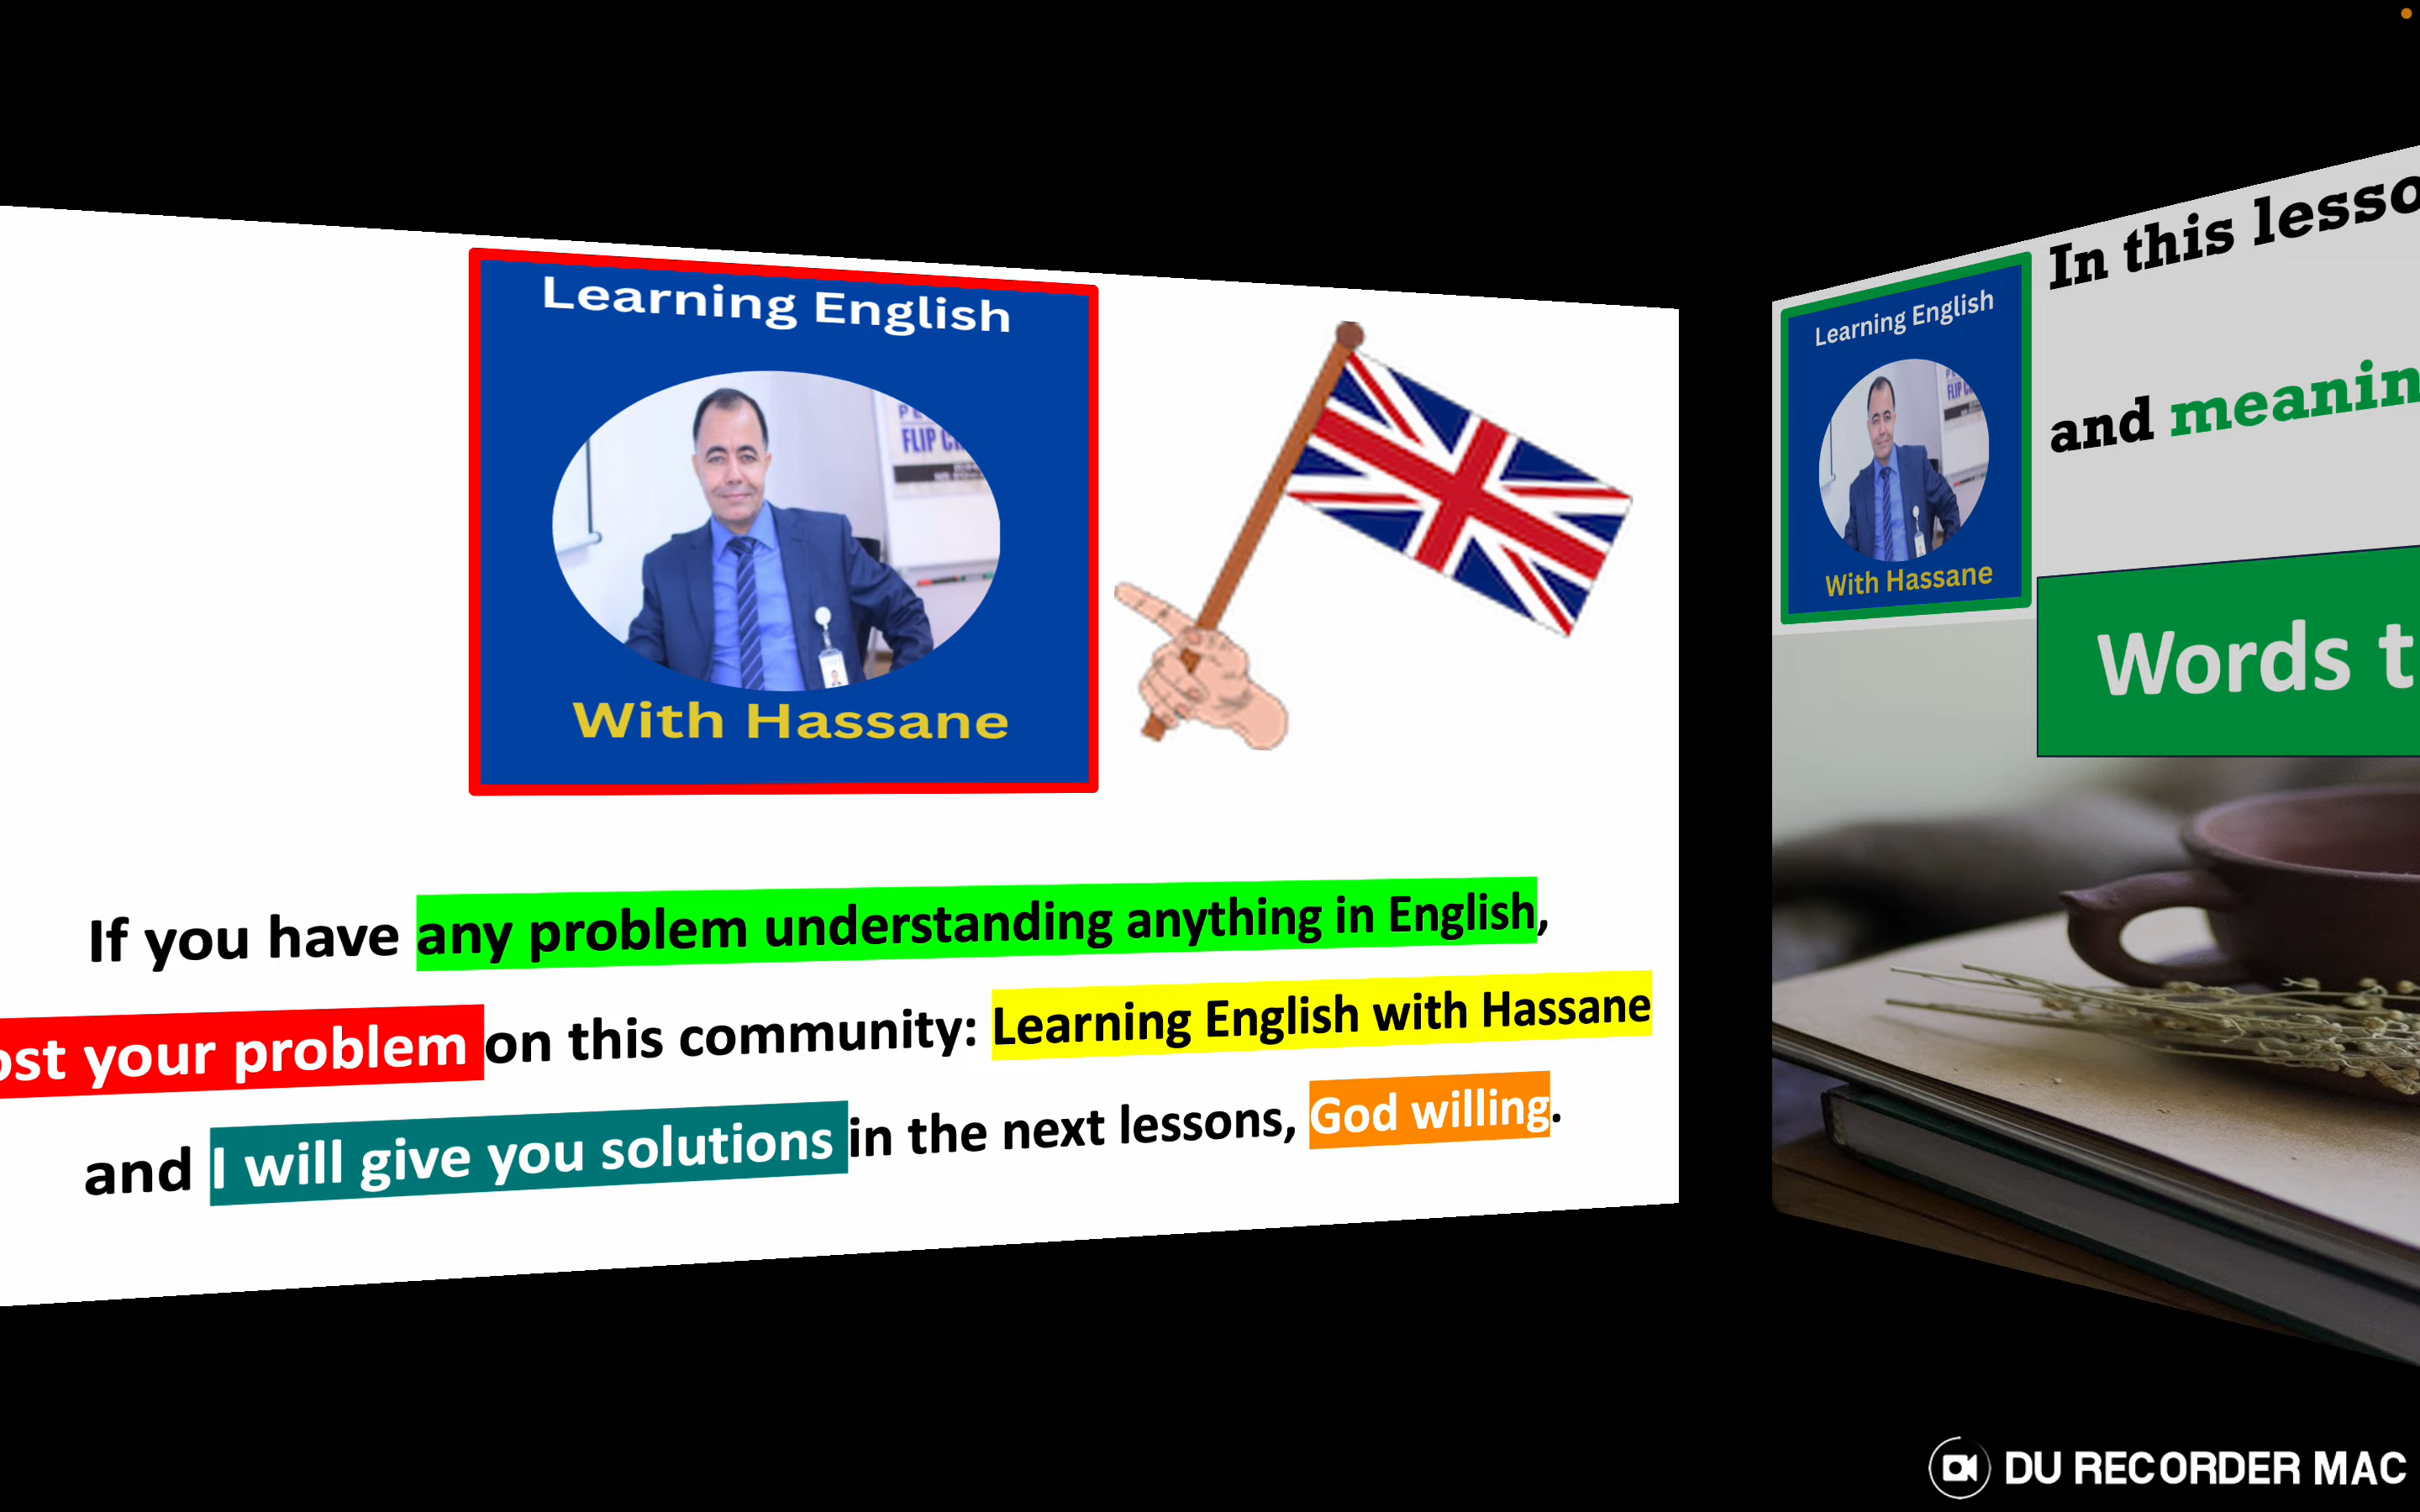 Learning English
With Hassane
If you have any problem understanding anything in English,
your problem on this community: Learning English with Hassane
and I will give you solutions in the next lessons, God willing.
In this
and
Learning English
With Hassane
Words
DU RECORDER MAC